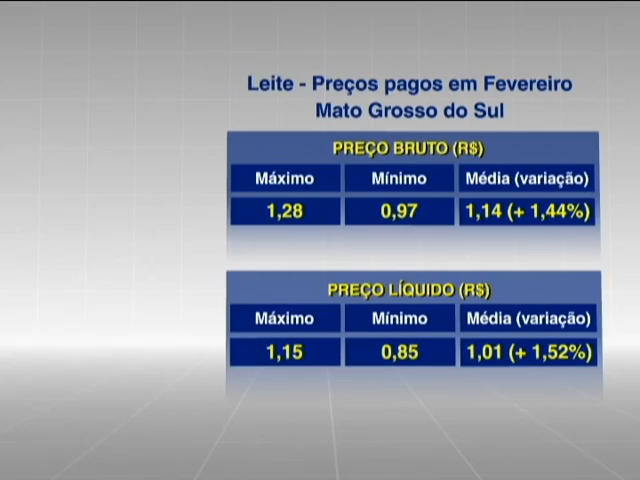 Leite - Preços pagos em Fevereiro
Mato Grosso do Sul
PREÇO BRUTO (R$)
Máximo Mínimo Média (variação)
1,28 0,97 1,14 (+ 1,44%)
PREÇO LÍQUIDO (R$)
Máximo Mínimo Média (variação)
1,15 0,85 1,01 (+ 1,52%)